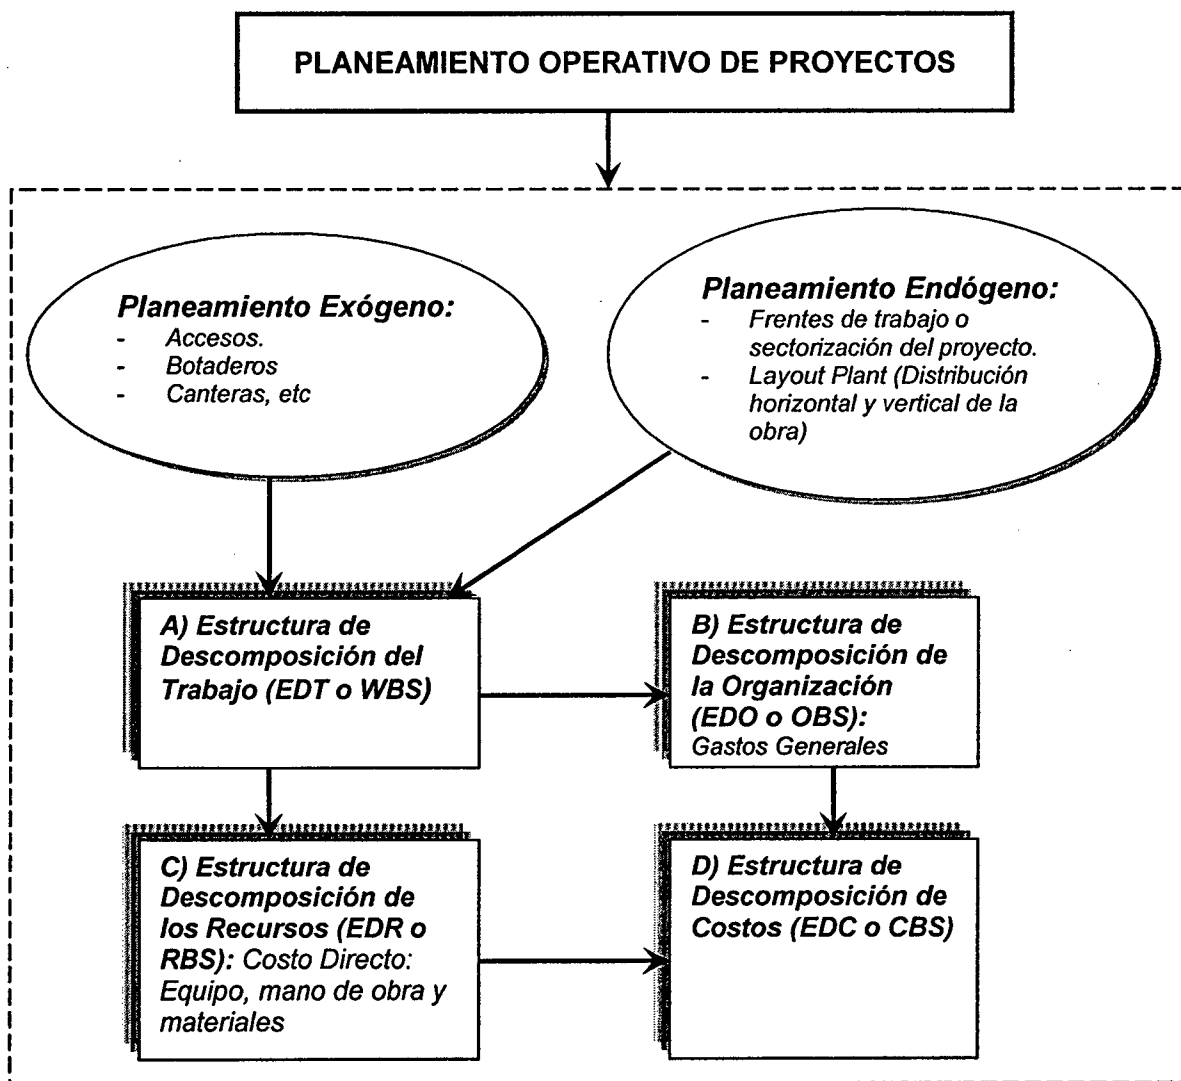 PLANEAMIENTO OPERATIVO DE PROYECTOS
Planeamiento Exógeno:
- Accesos.
- Botaderos
- Canteras, etc
Planeamiento Endógeno:
- Frentes de trabajo o
sectorización del proyecto.
- Layout Plant (Distribución
horizontal y vertical de la
obra)
A) Estructura de
Descomposición del
Trabajo (EDT o WBS)
B) Estructura de
Descomposición de
la Organización
(EDO o OBS):
Gastos Generales
C) Estructura de
Descomposición de
los Recursos (EDR o
RBS): Costo Directo:
Equipo, mano de obra y
materiales
D) Estructura de
Descomposición de
Costos (EDC o CBS)